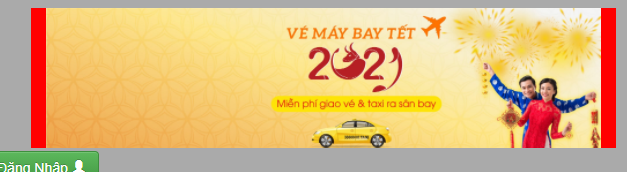 VÉ MÁY BAY TẾT
2021
Miễn phí giao vé & taxi ra sân bay
Đăng Nhập